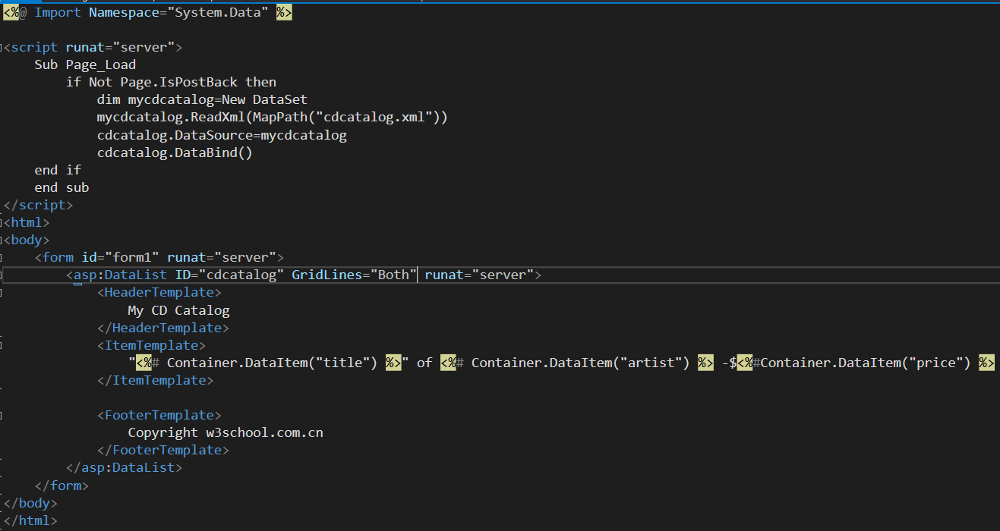 <%@ Import Namespace="System.Data" %>
<script runat="server">
    Sub Page_Load
        if Not Page.IsPostBack then
            dim mycdcatalog=New DataSet
            mycdcatalog.ReadXml(MapPath("cdcatalog.xml"))
            cdcatalog.DataSource=mycdcatalog
            cdcatalog.DataBind()
    end if
    end sub
</script>
<html>
<body>
    <form id="form1" runat="server">
        <asp:DataList ID="cdcatalog" GridLines="Both" runat="server">
            <HeaderTemplate>
                My CD Catalog
            </HeaderTemplate>
            <ItemTemplate>
                "<%# Container.DataItem("title") %>" of <%# Container.DataItem("artist") %> -$<%#Container.DataItem("price") %>
            </ItemTemplate>
            <FooterTemplate>
                Copyright w3school.com.cn
            </FooterTemplate>
        </asp:DataList>
    </form>
</body>
</html>